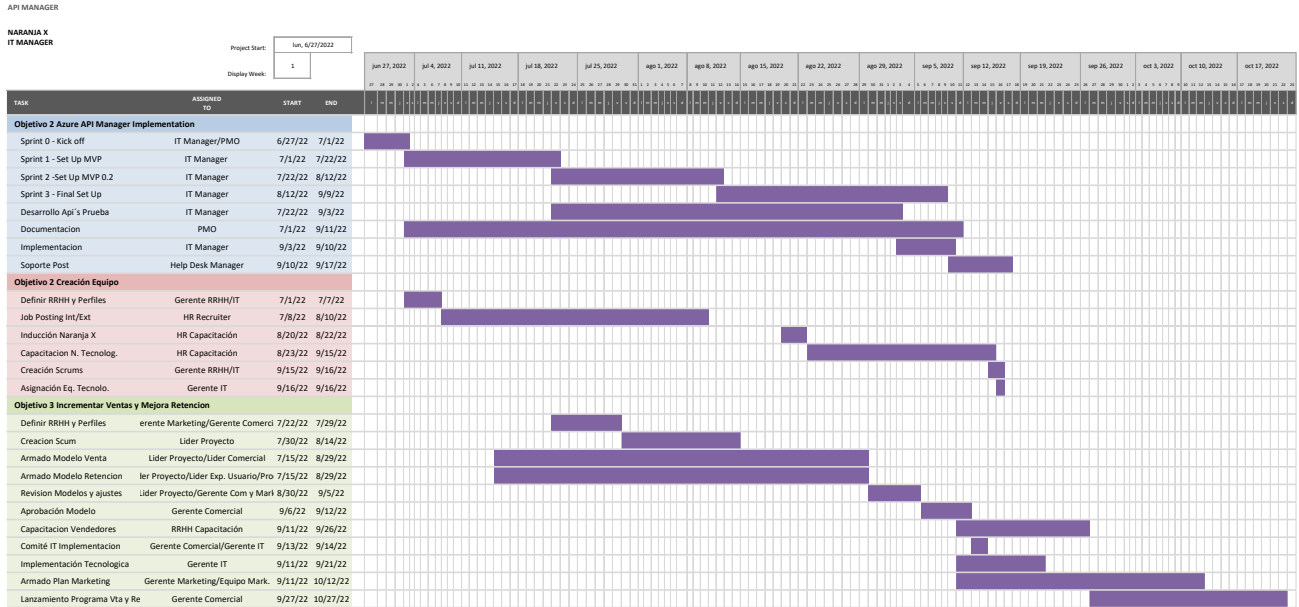 API MANAGER
NARANJA X
IT MANAGER
Project Start: lun, 6/27/2022
Display Week: 1
jun 27, 2022 jul 4, 2022 jul 11, 2022 jul 18, 2022 jul 25, 2022 ago 1, 2022 ago 8, 2022 ago 15, 2022 ago 22, 2022 ago 29, 2022 sep 5, 2022 sep 12, 2022 sep 19, 2022 sep 26, 2022 oct 3, 2022 oct 10, 2022 oct 17, 2022
TASK ASSIGNED TO START END
Objetivo 2 Azure API Manager Implementation
Sprint 0 - Kick off IT Manager/PMO 6/27/22 7/1/22
Sprint 1 - Set Up MVP IT Manager 7/1/22 7/22/22
Sprint 2 -Set Up MVP 0.2 IT Manager 7/22/22 8/12/22
Sprint 3 - Final Set Up IT Manager 8/12/22 9/9/22
Desarrollo Api´s Prueba IT Manager 7/22/22 9/3/22
Documentacion PMO 7/1/22 9/11/22
Implementacion IT Manager 9/3/22 9/10/22
Soporte Post Help Desk Manager 9/10/22 9/17/22
Objetivo 2 Creación Equipo
Definir RRHH y Perfiles Gerente RRHH/IT 7/1/22 7/7/22
Job Posting Int/Ext HR Recruiter 7/8/22 8/10/22
Inducción Naranja X HR Capacitación 8/20/22 8/22/22
Capacitacion N. Tecnolog. HR Capacitación 8/23/22 9/15/22
Creación Scrums Gerente RRHH/IT 9/15/22 9/16/22
Asignación Eq. Tecnolo. Gerente IT 9/16/22 9/16/22
Objetivo 3 Incrementar Ventas y Mejora Retencion
Definir RRHH y Perfiles erente Marketing/Gerente Comerci 7/22/22 7/29/22
Creacion Scum Lider Proyecto 7/30/22 8/14/22
Armado Modelo Venta Lider Proyecto/Lider Comercial 7/15/22 8/29/22
Armado Modelo Retencion ler Proyecto/Lider Exp. Usuario/Pro 7/15/22 8/29/22
Revision Modelos y ajustes Lider Proyecto/Gerente Com y Mark 8/30/22 9/5/22
Aprobación Modelo Gerente Comercial 9/6/22 9/12/22
Capacitacion Vendedores RRHH Capacitación 9/11/22 9/26/22
Comité IT Implementacion Gerente Comercial/Gerente IT 9/13/22 9/14/22
Implementación Tecnologica Gerente IT 9/11/22 9/21/22
Armado Plan Marketing Gerente Marketing/Equipo Mark. 9/11/22 10/12/22
Lanzamiento Programa Vta y Re Gerente Comercial 9/27/22 10/27/22